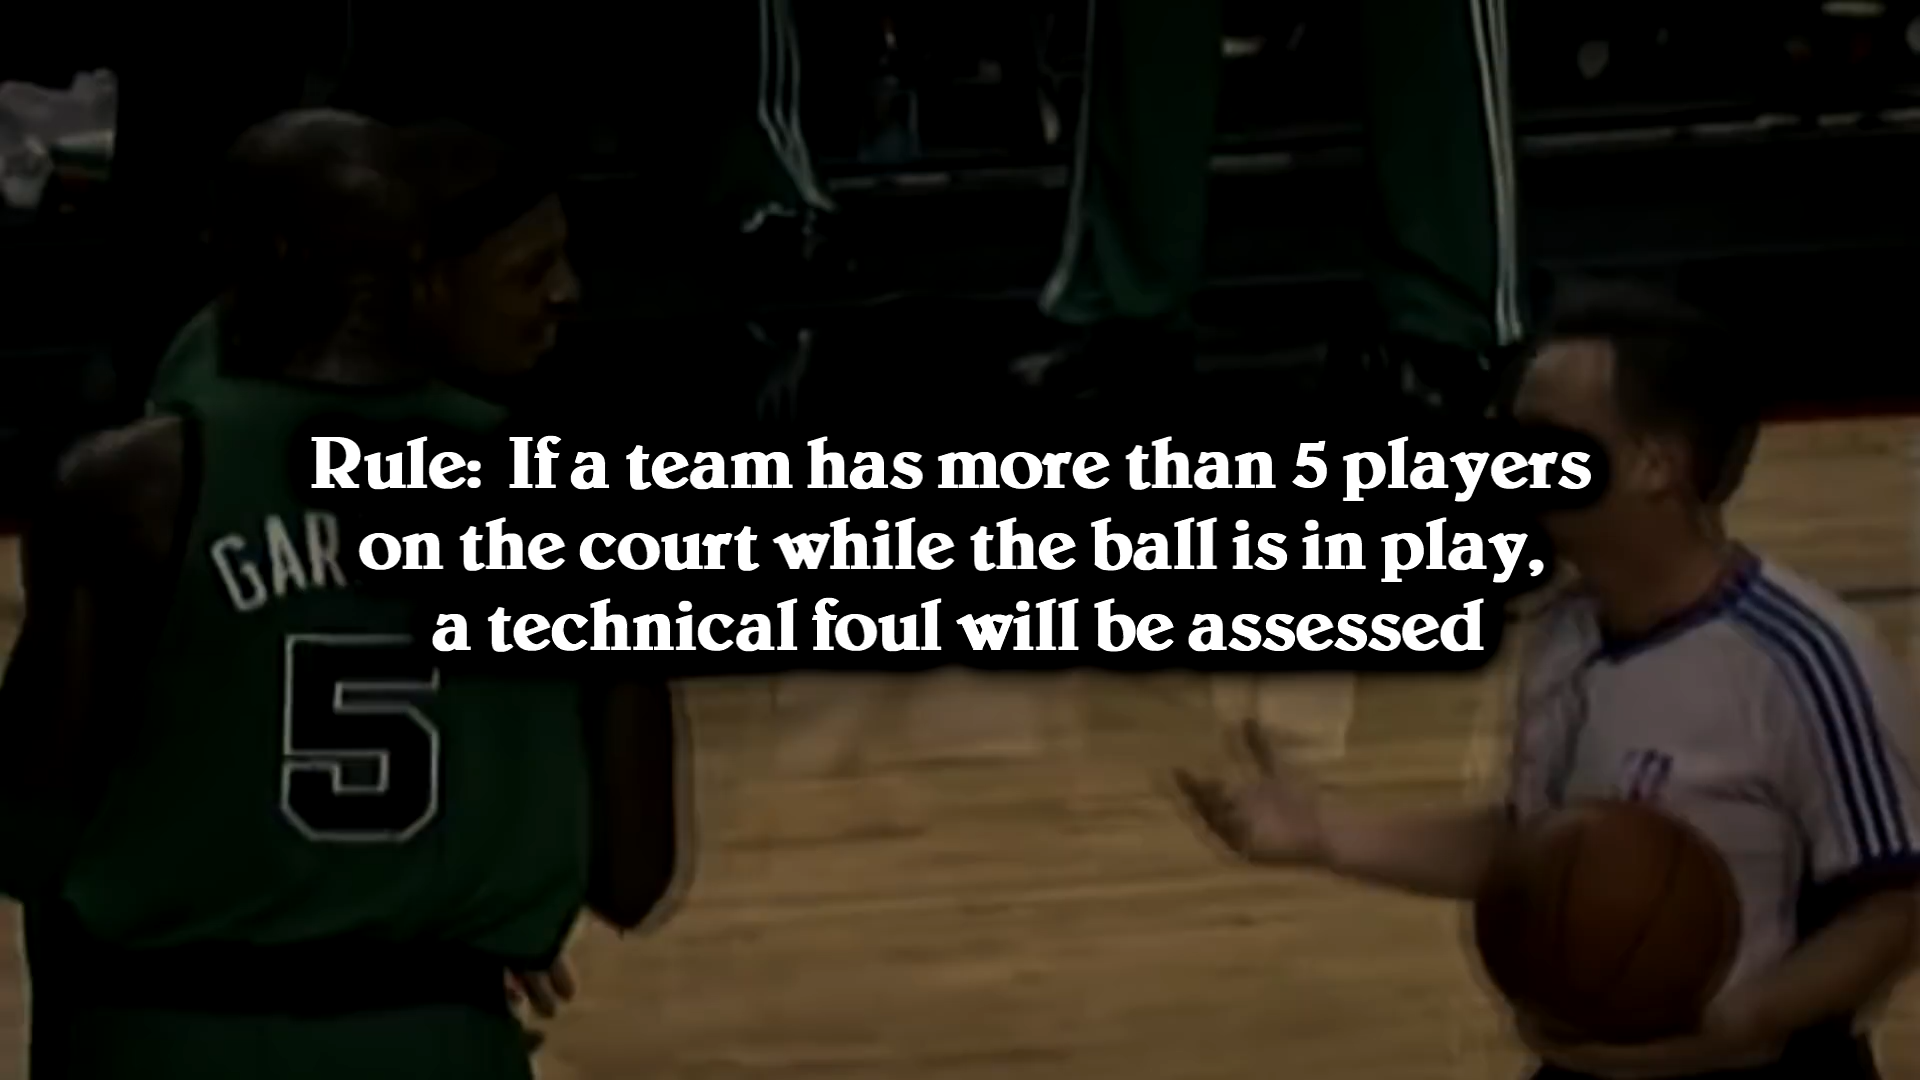 Rule: If a team has more than 5 players
on the court while the ball is in play,
a technical foul will be assessed
GAR
5